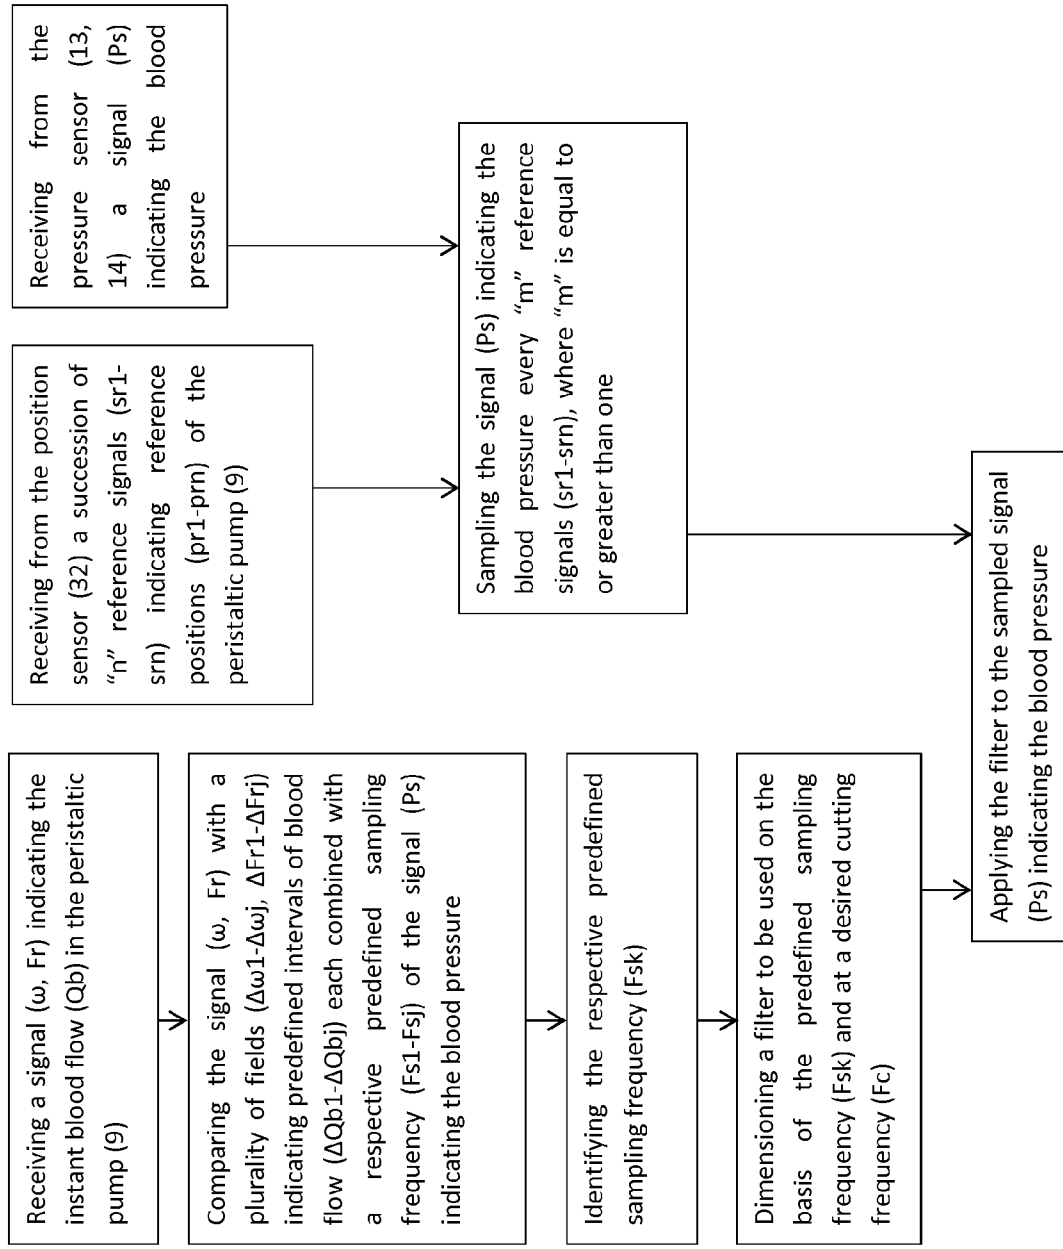 Receiving a signal (ω, Fr) indicating the
instant blood flow (Qb) in the peristaltic
pump (9)
Comparing the signal (ω, Fr) with a
plurality of fields (Δω1-Δωj, ΔFr1-ΔFrj)
indicating predefined intervals of blood
flow (ΔQb1-ΔQbj) each combined with
a respective predefined sampling
frequency (Fs1-Fsj) of the signal (Ps)
indicating the blood pressure
Identifying the respective predefined
sampling frequency (Fsk)
Dimensioning a filter to be used on the
basis of the predefined sampling
frequency (Fsk) and at a desired cutting
frequency (Fc)
Receiving from the position
sensor (32) a succession of
“n” reference signals (sr1-
srn) indicating reference
positions (pr1-prn) of the
peristaltic pump (9)
Receiving from the
pressure sensor (13,
14) a signal (Ps)
indicating the blood
pressure
Sampling the signal (Ps) indicating the
blood pressure every “m” reference
signals (sr1-srn), where “m” is equal to
or greater than one
Applying the filter to the sampled signal
(Ps) indicating the blood pressure